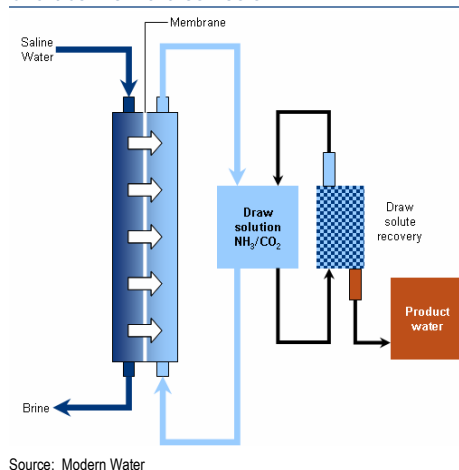 Saline
Water
Membrane
Draw
solution
NH₃/CO₂
Draw
solute
recovery
Product
water
Brine
Source: Modern Water